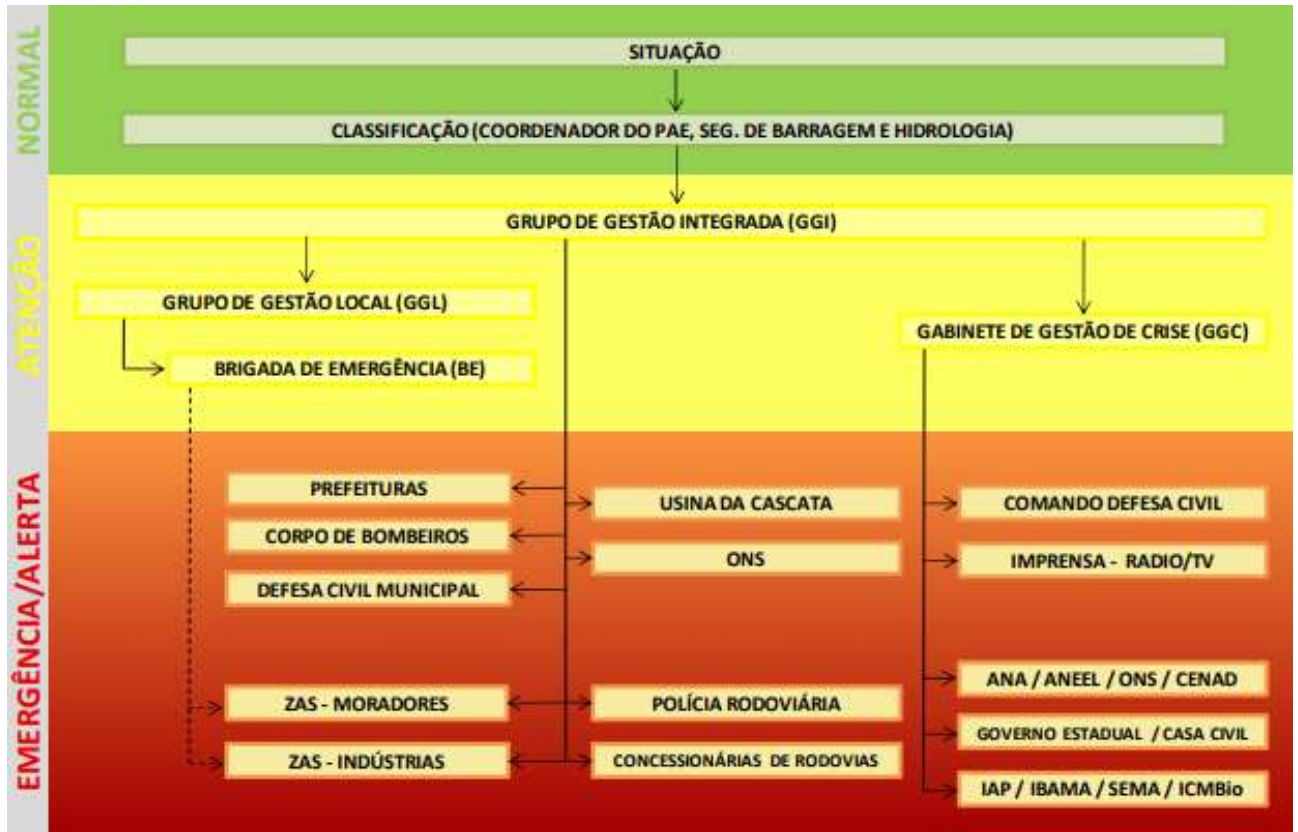 NORMAL
SITUAÇÃO
CLASSIFICAÇÃO (COORDENADOR DO PAE, SEG. DE BARRAGEM E HIDROLOGIA)
ATENÇÃO
GRUPO DE GESTÃO INTEGRADA (GGI)
GRUPO DE GESTÃO LOCAL (GGL)
BRIGADA DE EMERGÊNCIA (BE)
GABINETE DE GESTÃO DE CRISE (GGC)
EMERGÊNCIA/ALERTA
PREFEITURAS
CORPO DE BOMBEIROS
DEFESA CIVIL MUNICIPAL
ZAS - MORADORES
ZAS - INDÚSTRIAS
USINA DA CASCATA
ONS
POLÍCIA RODOVIÁRIA
CONCESSIONÁRIAS DE RODOVIAS
COMANDO DEFESA CIVIL
IMPRENSA - RADIO/TV
ANA / ANEEL / ONS / CENAD
GOVERNO ESTADUAL / CASA CIVIL
IAP / IBAMA / SEMA / ICMBio